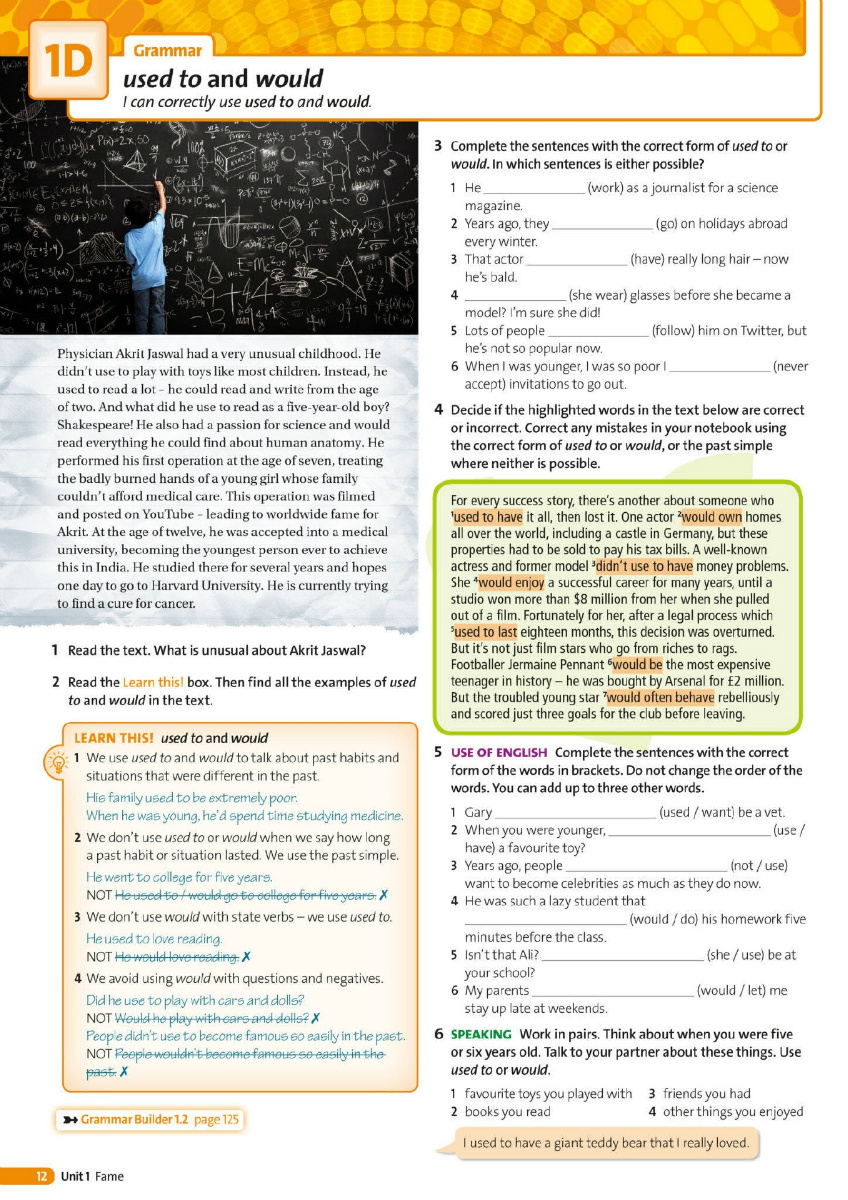 1D
Grammar
used to and would
I can correctly use used to and would.
Physician Akrit Jaswal had a very unusual childhood. He
didn't use to play with toys like most children. Instead, he
used to read a lot – he could read and write from the age
of two. And what did he use to read as a five-year-old boy?
Shakespeare! He also had a passion for science and would
read everything he could find about human anatomy. He
performed his first operation at the age of seven, treating
the badly burned hands of a young girl whose family
couldn't afford medical care. This operation was filmed
and posted on YouTube – leading to worldwide fame for
Akrit. At the age of twelve, he was accepted into a medical
university, becoming the youngest person ever to achieve
this in India. He studied there for several years and hopes
one day to go to Harvard University. He is currently trying
to find a cure for cancer.
1 Read the text. What is unusual about Akrit Jaswal?
2 Read the Learn this! box. Then find all the examples of used
to and would in the text.
LEARN THIS! used to and would
1 We use used to and would to talk about past habits and
situations that were different in the past.
His family used to be extremely poor.
When he was young, he'd spend time studying medicine.
2 We don't use used to or would when we say how long
a past habit or situation lasted. We use the past simple.
He went to college for five years.
NOT He used to / would go to college for five years. ✗
3 We don't use would with state verbs – we use used to.
He used to love reading.
NOT He would love reading. ✗
4 We avoid using would with questions and negatives.
Did he use to play with cars and dolls?
NOT Would he play with cars and dolls? ✗
People didn't use to become famous so easily in the past.
NOT People wouldn't become famous so easily in the
past. ✗
Grammar Builder 1.2 page 125
12 Unit 1 Fame
3 Complete the sentences with the correct form of used to or
would. In which sentences is either possible?
1 He ______________ (work) as a journalist for a science
magazine.
2 Years ago, they ______________ (go) on holidays abroad
every winter.
3 That actor ______________ (have) really long hair – now
he's bald.
4 ______________ (she wear) glasses before she became a
model? I'm sure she did!
5 Lots of people ______________ (follow) him on Twitter, but
he's not so popular now.
6 When I was younger, I was so poor I ______________ (never
accept) invitations to go out.
4 Decide if the highlighted words in the text below are correct
or incorrect. Correct any mistakes in your notebook using
the correct form of used to or would, or the past simple
where neither is possible.
For every success story, there's another about someone who
1used to have it all, then lost it. One actor 2would own homes
all over the world, including a castle in Germany, but these
properties had to be sold to pay his tax bills. A well-known
actress and former model 3didn't use to have money problems.
She 4would enjoy a successful career for many years, until a
studio won more than $8 million from her when she pulled
out of a film. Fortunately for her, after a legal process which
5used to last eighteen months, this decision was overturned.
But it's not just film stars who go from riches to rags.
Footballer Jermaine Pennant 6would be the most expensive
teenager in history – he was bought by Arsenal for £2 million.
But the troubled young star 7would often behave rebelliously
and scored just three goals for the club before leaving.
5 USE OF ENGLISH Complete the sentences with the correct
form of the words in brackets. Do not change the order of the
words. You can add up to three other words.
1 Gary ______________ (used / want) be a vet.
2 When you were younger, ______________ (use /
have) a favourite toy?
3 Years ago, people ______________ (not / use)
want to become celebrities as much as they do now.
4 He was such a lazy student that
______________ (would / do) his homework five
minutes before the class.
5 Isn't that Ali? ______________ (she / use) be at
your school?
6 My parents ______________ (would / let) me
stay up late at weekends.
6 SPEAKING Work in pairs. Think about when you were five
or six years old. Talk to your partner about these things. Use
used to or would.
1 favourite toys you played with 3 friends you had
2 books you read 4 other things you enjoyed
I used to have a giant teddy bear that I really loved.